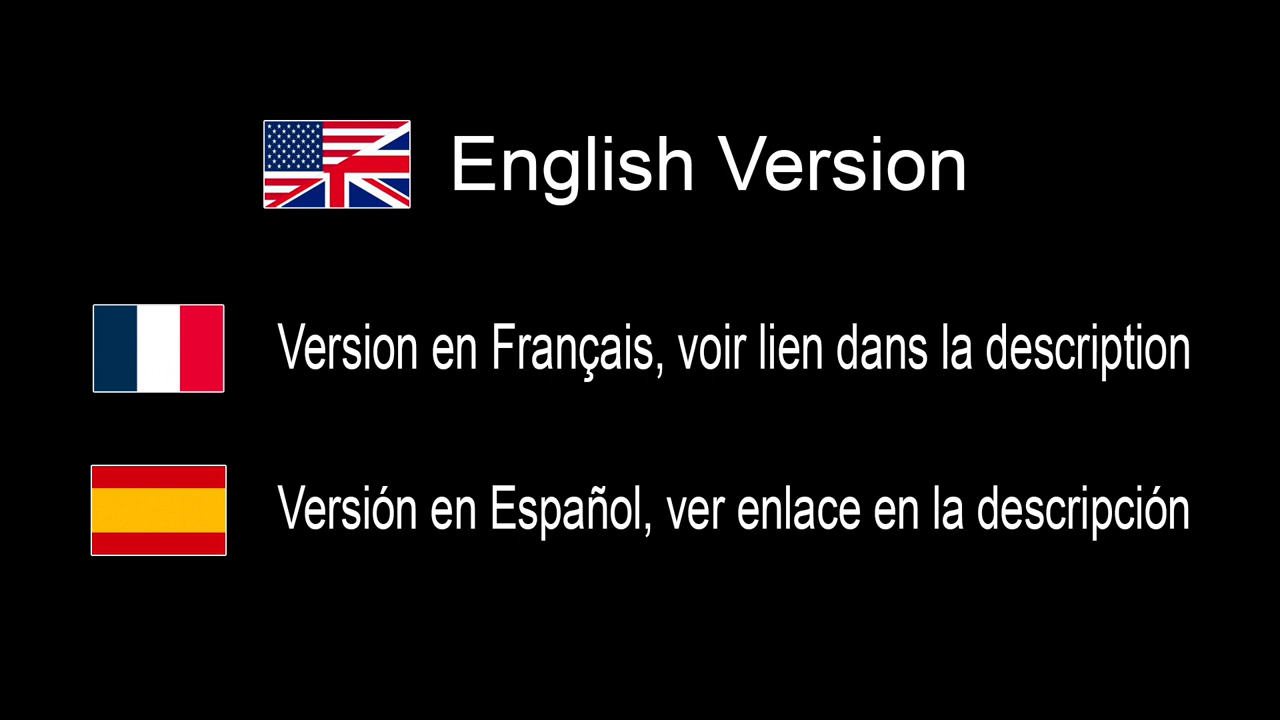 English Version
Version en Français, voir lien dans la description
Versión en Español, ver enlace en la descripción